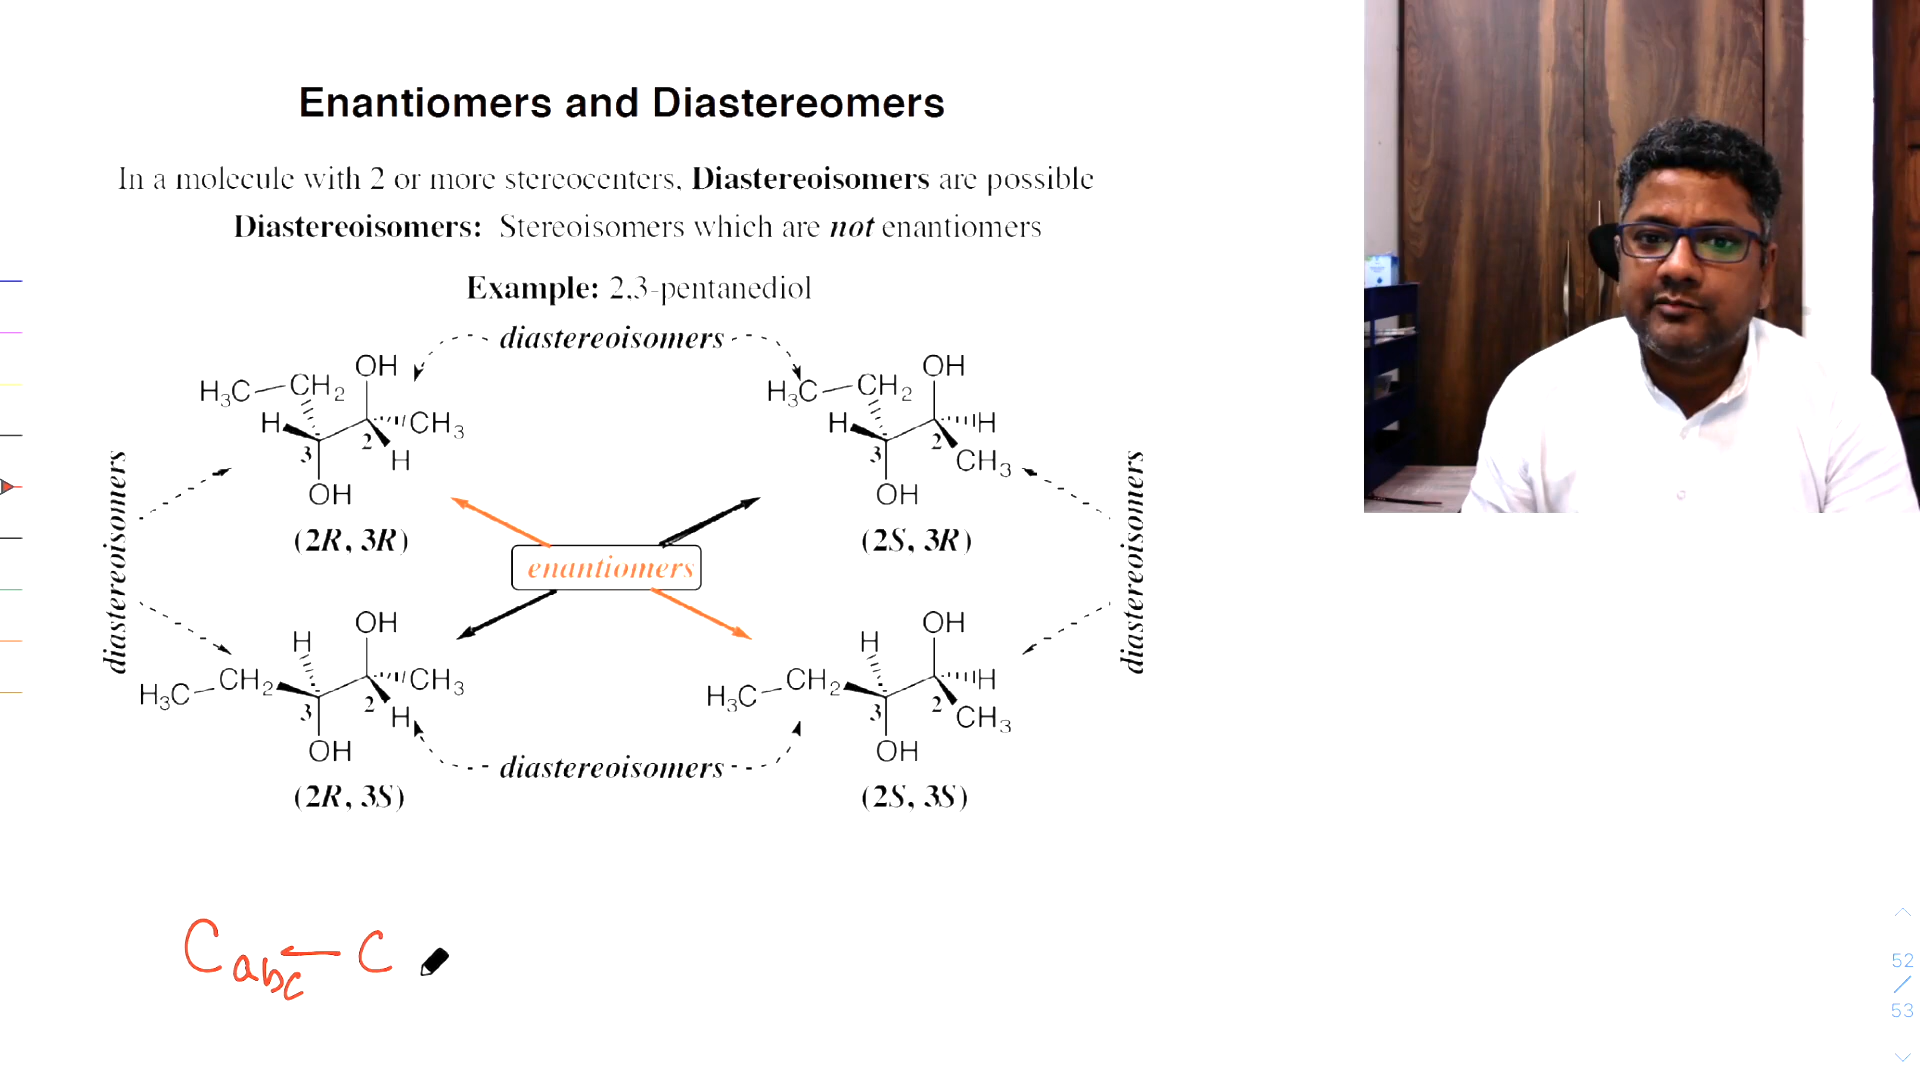 Enantiomers and Diastereomers
In a molecule with 2 or more stereocenters, Diastereoisomers are possible
Diastereoisomers: Stereoisomers which are not enantiomers
Example: 2,3-pentanediol
diastereoisomers
OH
H₃C CH₂
H CH₃
3 2 H
OH
(2R, 3R)
OH
H₃C CH₂
H H
3 2 CH₃
OH
(2S, 3R)
diastereoisomers
enantiomers
diastereoisomers
OH
H
H₃C CH₂ CH₃
3 2 H
OH
(2R, 3S)
OH
H
H₃C CH₂ H
3 2 CH₃
OH
(2S, 3S)
diastereoisomers
Cabc C
52
/
53